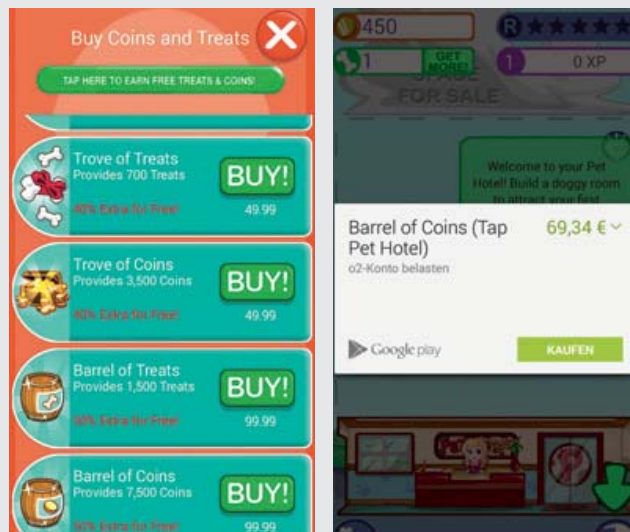 Buy Coins and Treats
TAP HERE TO EARN FREE TREATS & COINS!
Trove of Treats
Provides 700 Treats
BUY!
40% Extra for Free!
49.99
Trove of Coins
Provides 3,500 Coins
BUY!
40% Extra for Free!
49.99
Barrel of Treats
Provides 1,500 Treats
BUY!
Extra for Free!
99.99
Barrel of Coins
Provides 7,500 Coins
BUY!
Extra for Free!
99.99
450
R
1
GET
MORE!
1
0 XP
SPACE
FOR SALE
Welcome to your Pet
Hotel! Build a doggy room
to attract your first
Barrel of Coins (Tap
Pet Hotel)
69,34 €
o2-Konto belasten
Google play
KAUFEN